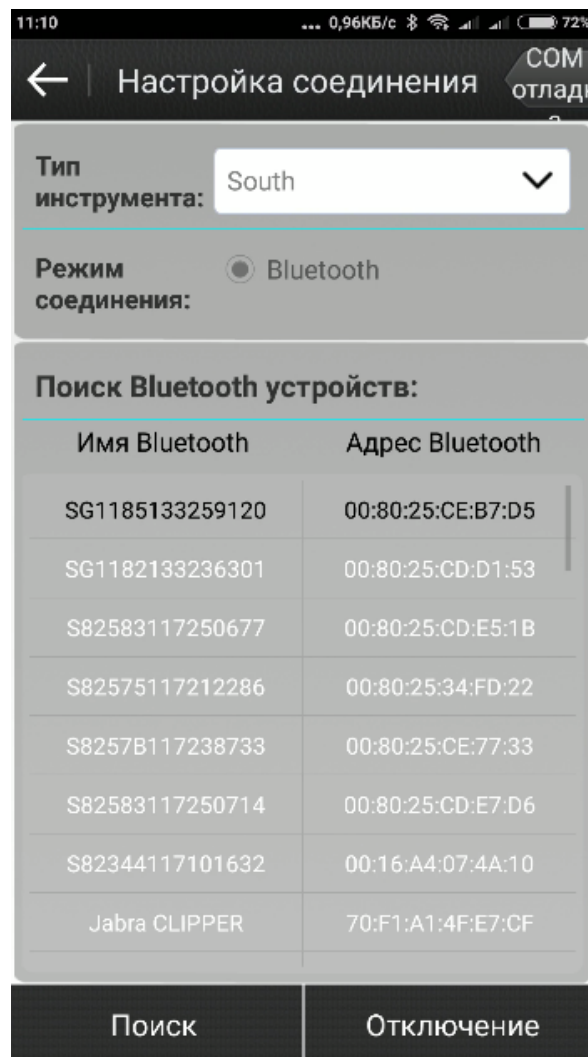 11:10 ... 0,96КБ/с 72%
← Настройка соединения COM
отлад
Тип
инструмента: South
Режим
соединения: Bluetooth
Поиск Bluetooth устройств:
Имя Bluetooth Адрес Bluetooth
SG1185133259120 00:80:25:CE:B7:D5
SG1182133236301 00:80:25:CD:D1:53
S82583117250677 00:80:25:CD:E5:1B
S82575117212286 00:80:25:34:FD:22
S8257B117238733 00:80:25:CE:77:33
S82583117250714 00:80:25:CD:E7:D6
S82344117101632 00:16:A4:07:4A:10
Jabra CLIPPER 70:F1:A1:4F:E7:CF
Поиск Отключение